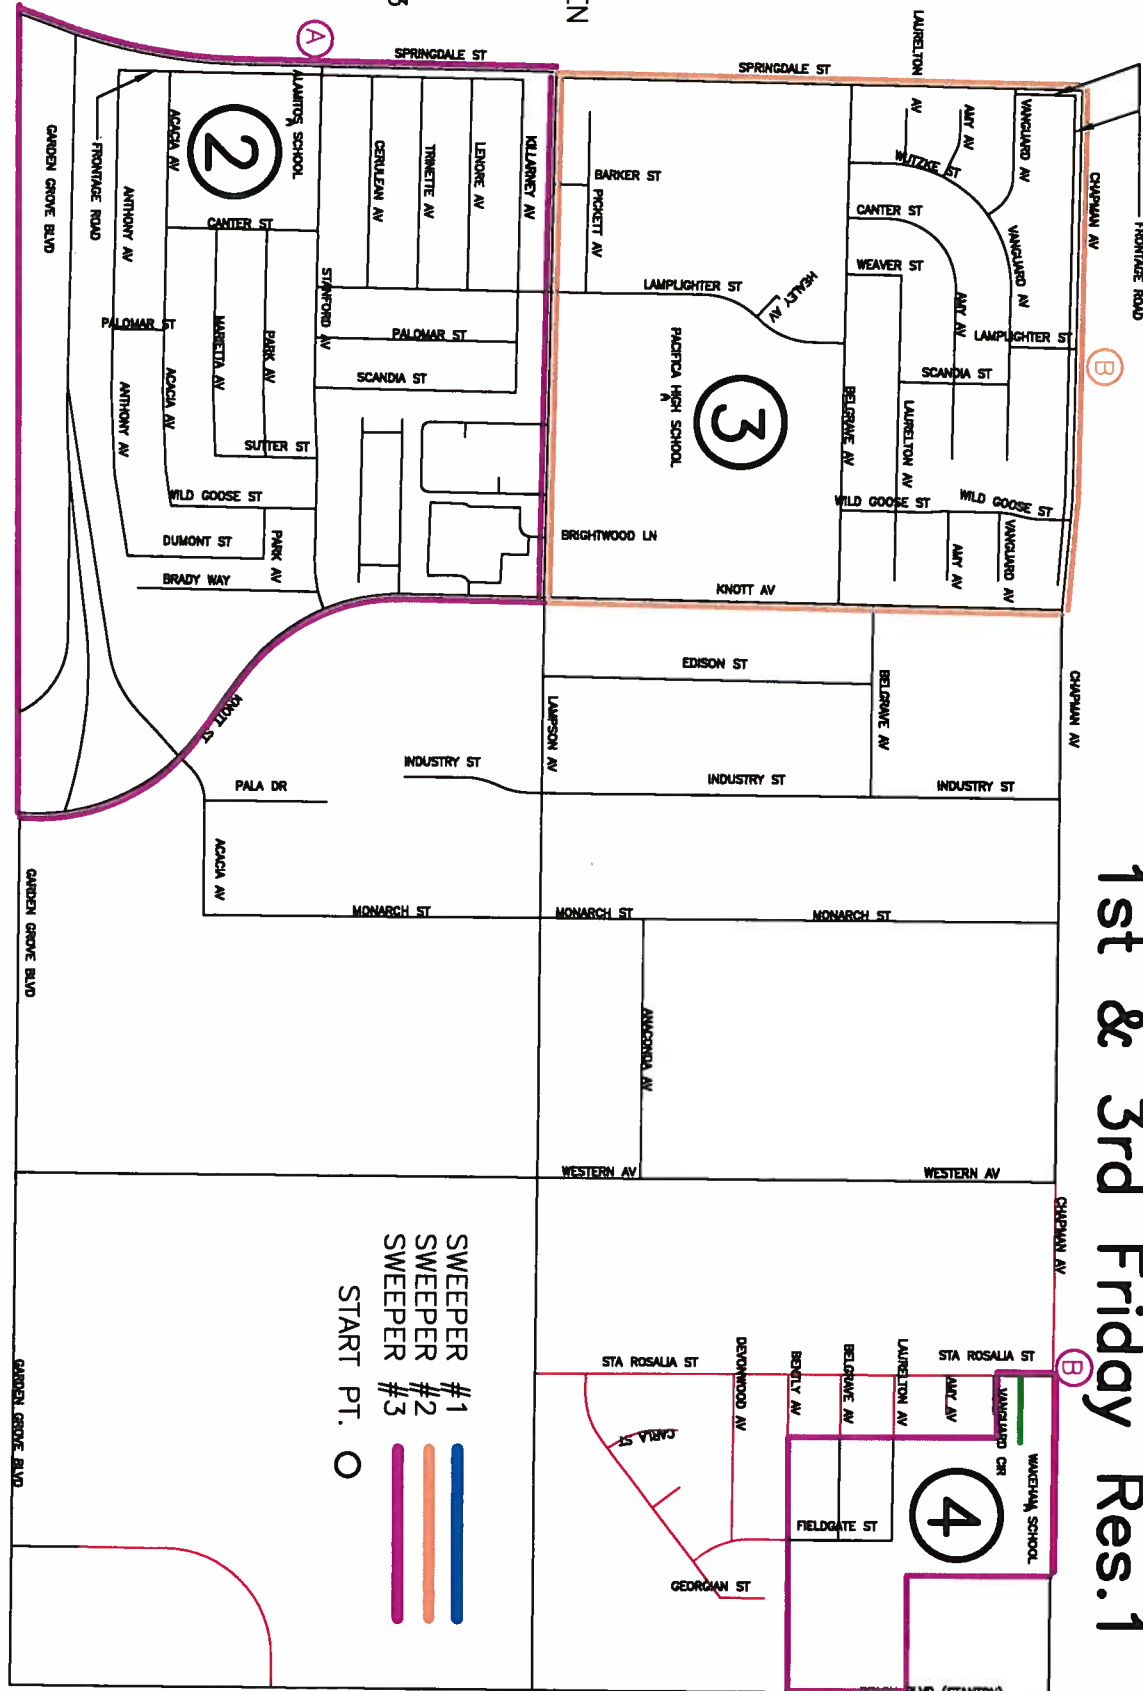 1st & 3rd Friday Res.1
FRONTAGE ROAD
CHAPMAN AV
CHAPMAN AV
CHAPMAN AV
B
B
A
LAURELTON AV
AMY AV
VANGUARD AV
WUTZKE ST
CANTER ST
WEAVER ST
VANGUARD AV
AMY AV
LAMPLIGHTER ST
SCANDIA ST
LAURELTON AV
BELGRAVE AV
WILD GOOSE ST
WILD GOOSE ST
VANGUARD AV
AMY AV
SPRINGDALE ST
SPRINGDALE ST
BARKER ST
PICKETT AV
LAMPLIGHTER ST
HEALEY AV
PACIFICA HIGH SCHOOL
3
BRIGHTWOOD LN
KNOTT AV
EDISON ST
BELGRAVE AV
LAMPSON AV
INDUSTRY ST
INDUSTRY ST
INDUSTRY ST
MONARCH ST
MONARCH ST
MONARCH ST
ANACONDA AV
WESTERN AV
WESTERN AV
KILLARNEY AV
LENORE AV
TRINETTE AV
CERULEAN AV
ALAMITOS SCHOOL
2
STANFORD AV
PALOMAR ST
SCANDIA ST
CANTER ST
ACACIA AV
ANTHONY AV
FRONTAGE ROAD
GARDEN GROVE BLVD
PALOMAR ST
MARIETTA AV
PARK AV
ACACIA AV
ANTHONY AV
SUTTER ST
WILD GOOSE ST
DUMONT ST
PARK AV
BRADY WAY
KNOTT ST
PALA DR
ACACIA AV
GARDEN GROVE BLVD
GARDEN GROVE BLVD
STA ROSALIA ST
STA ROSALIA ST
DEVONWOOD AV
BENTLY AV
BELGRAVE AV
LAURELTON AV
AMY AV
VANGUARD CIR
WAKEHAM SCHOOL
4
CARLA ST
FIELDGATE ST
GEORGIAN ST
SWEEPER #1
SWEEPER #2
SWEEPER #3
START PT. O